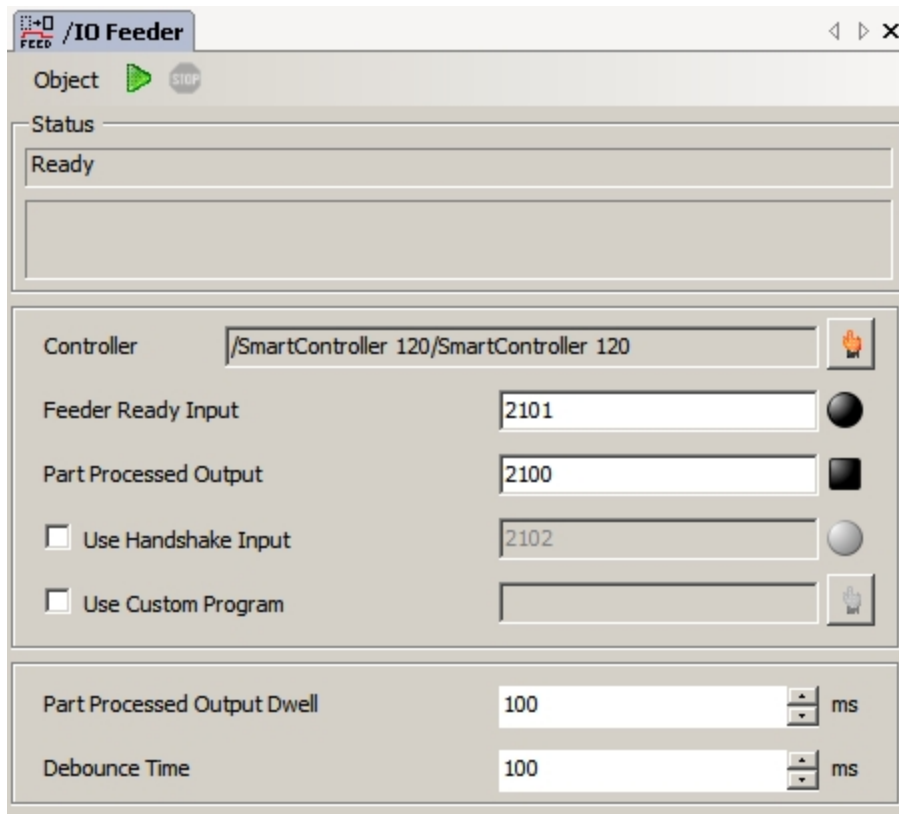 FEED /IO Feeder
Object STOP
Status
Ready
Controller /SmartController 120/SmartController 120
Feeder Ready Input 2101
Part Processed Output 2100
Use Handshake Input 2102
Use Custom Program
Part Processed Output Dwell 100 ms
Debounce Time 100 ms